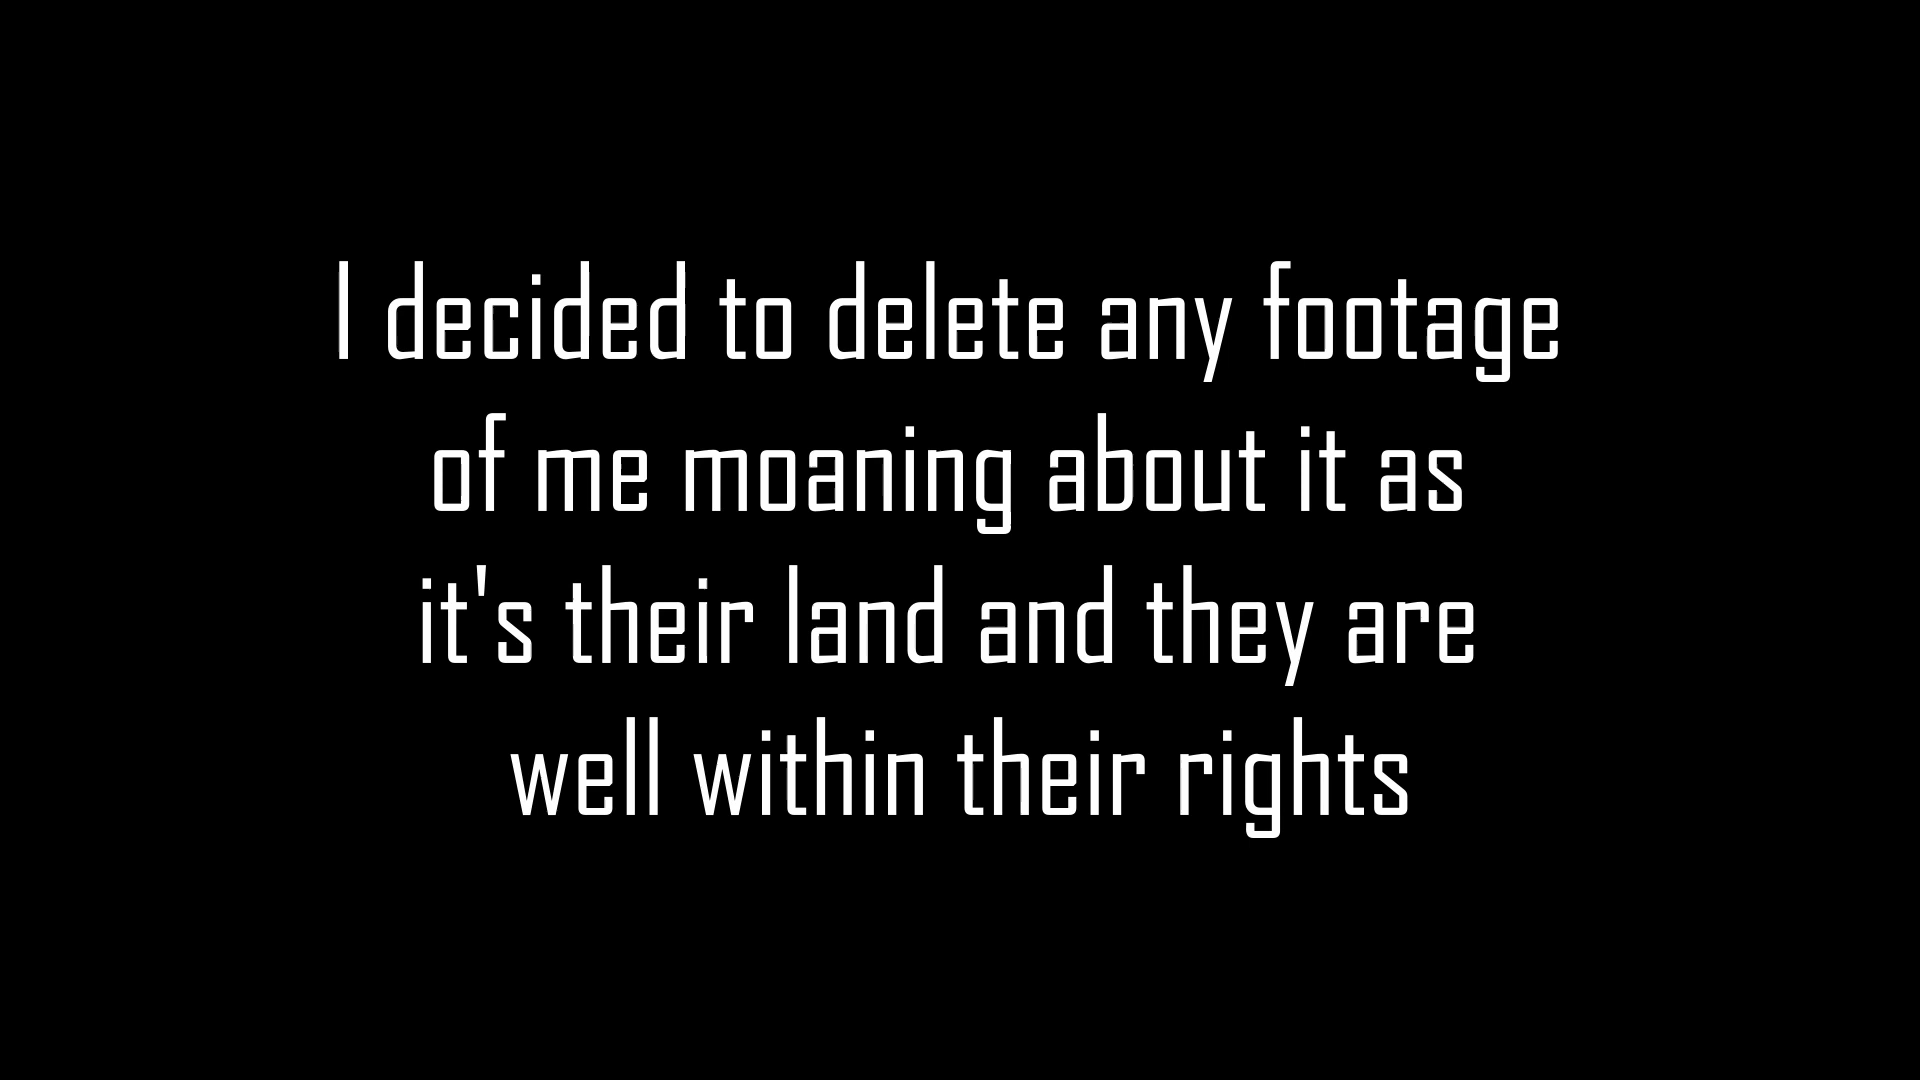 I decided to delete any footage
of me moaning about it as
it's their land and they are
well within their rights